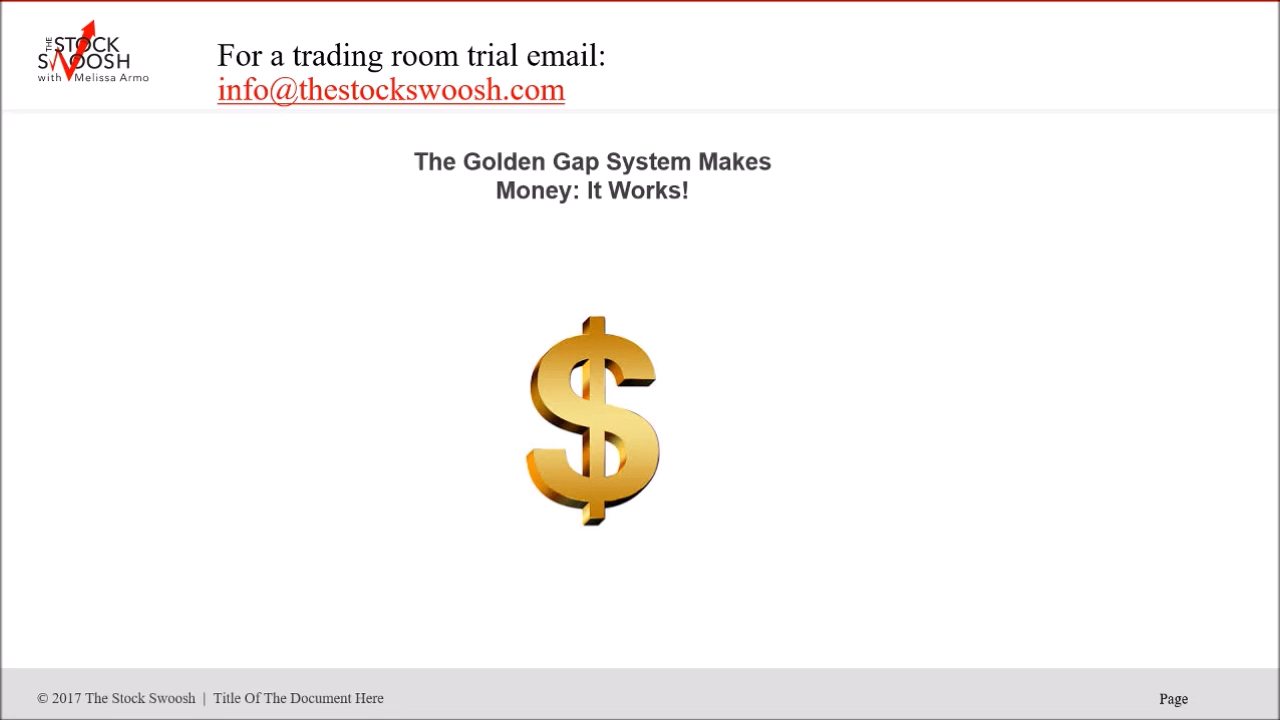 THE
STOCK
SWOOSH
with Melissa Armo
For a trading room trial email:
info@thestockswoosh.com
The Golden Gap System Makes
Money: It Works!
© 2017 The Stock Swoosh | Title Of The Document Here
Page